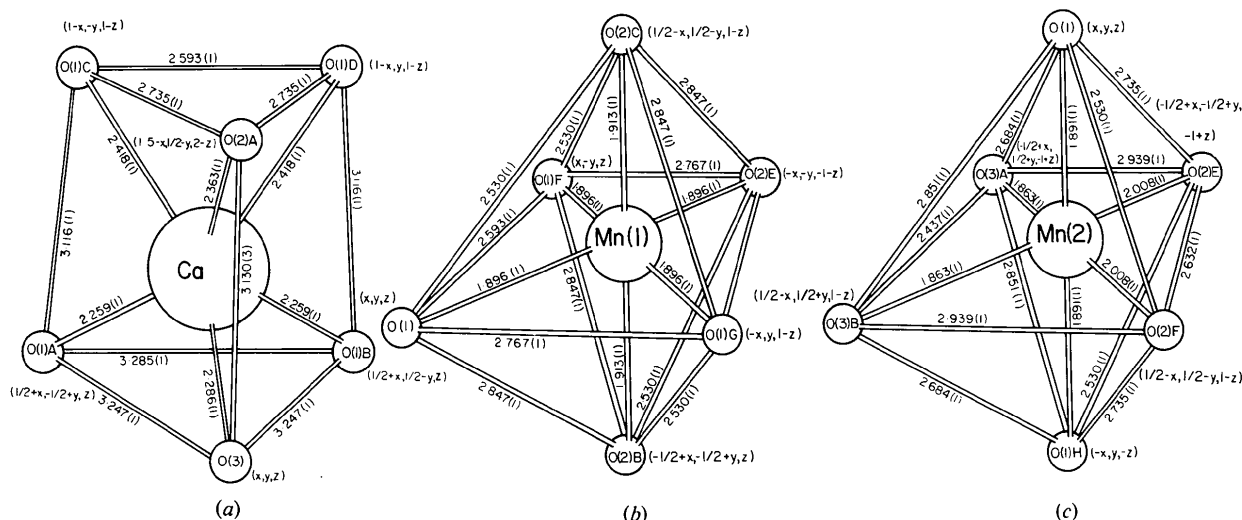 (1-x,-y,1-z)
O(1)C
2·593(1)
O(1)D
(1-x,y,1-z)
2·735(1)
2·735(1)
O(2)A
(1·5-x,1/2-y,2-z)
2·418(1)
2·363(1)
2·418(1)
3·116(1)
3·116(1)
Ca
3·130(3)
2·259(1)
2·259(1)
(x,y,z)
O(1)A
3·285(1)
O(1)B
(1/2+x,-1/2+y,z)
(1/2+x,1/2-y,z)
2·286(1)
3·247(1)
3·247(1)
O(3)
(x,y,z)
(a)
O(2)C
(1/2-x,1/2-y,1-z)
2·530(1)
2·530(1)
1·913(1)
2·847(1)
2·847(1)
(x,-y,z)
O(1)F
2·767(1)
O(2)E
(-x,-y,-1-z)
1·896(1)
1·896(1)
2·593(1)
Mn(1)
1·896(1)
1·896(1)
2·847(1)
(x,y,z)
O(1)
2·767(1)
O(1)G
(-x,y,1-z)
1·913(1)
2·847(1)
2·530(1)
2·530(1)
O(2)B
(-1/2+x,-1/2+y,z)
(b)
O(1)
(x,y,z)
2·851(1)
2·684(1)
1·891(1)
2·530(1)
2·735(1)
(-1/2+x,-1/2+y,
-1+z)
(-1/2+x,
1/2+y,-1+z)
O(3)A
2·939(1)
O(2)E
1·863(1)
2·008(1)
2·437(1)
Mn(2)
2·632(1)
1·863(1)
2·008(1)
2·851(1)
(1/2-x,1/2+y,1-z)
O(3)B
2·939(1)
O(2)F
1·891(1)
(1/2-x,1/2-y,1-z)
2·684(1)
2·530(1)
2·735(1)
O(1)H
(-x,y,-z)
(c)